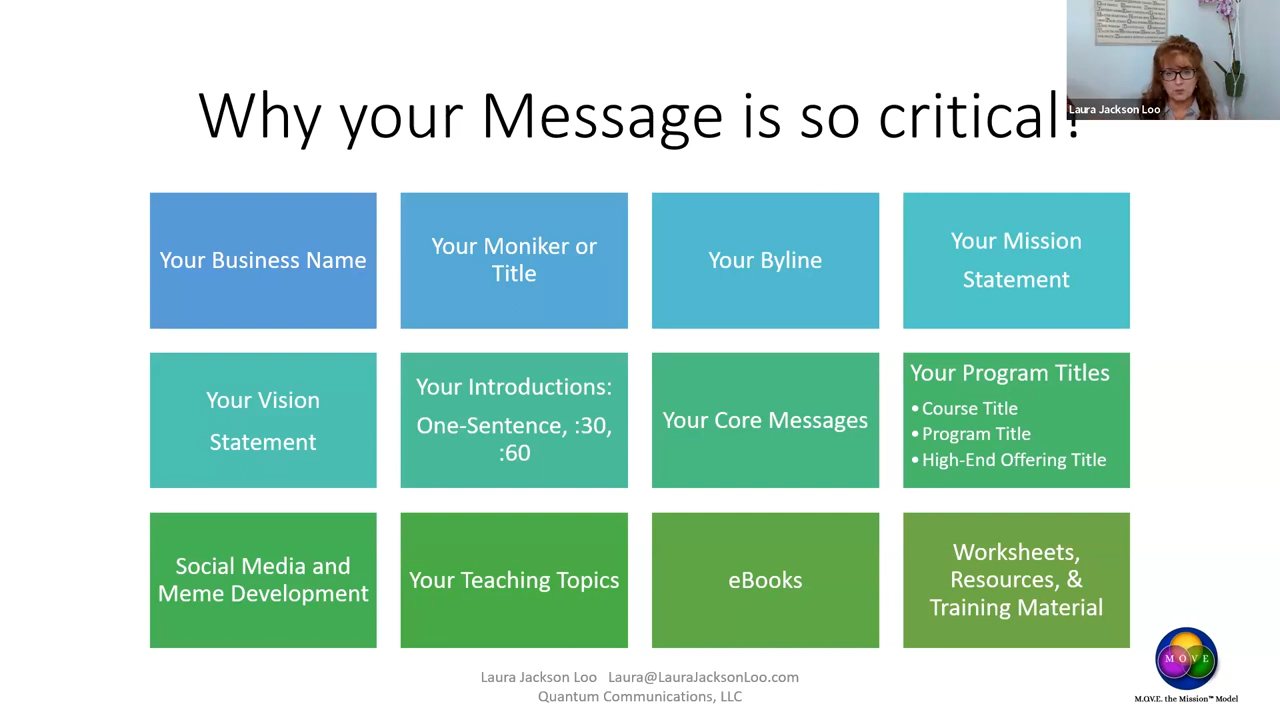 Why your Message is so critical!
Laura Jackson Loo
Your Business Name
Your Moniker or
Title
Your Byline
Your Mission
Statement
Your Vision
Statement
Your Introductions:
One-Sentence, :30,
:60
Your Core Messages
Your Program Titles
• Course Title
• Program Title
• High-End Offering Title
Social Media and
Meme Development
Your Teaching Topics
eBooks
Worksheets,
Resources, &
Training Material
Laura Jackson Loo Laura@LauraJacksonLoo.com
Quantum Communications, LLC
M O V E
M.O.V.E. the Mission™ Model